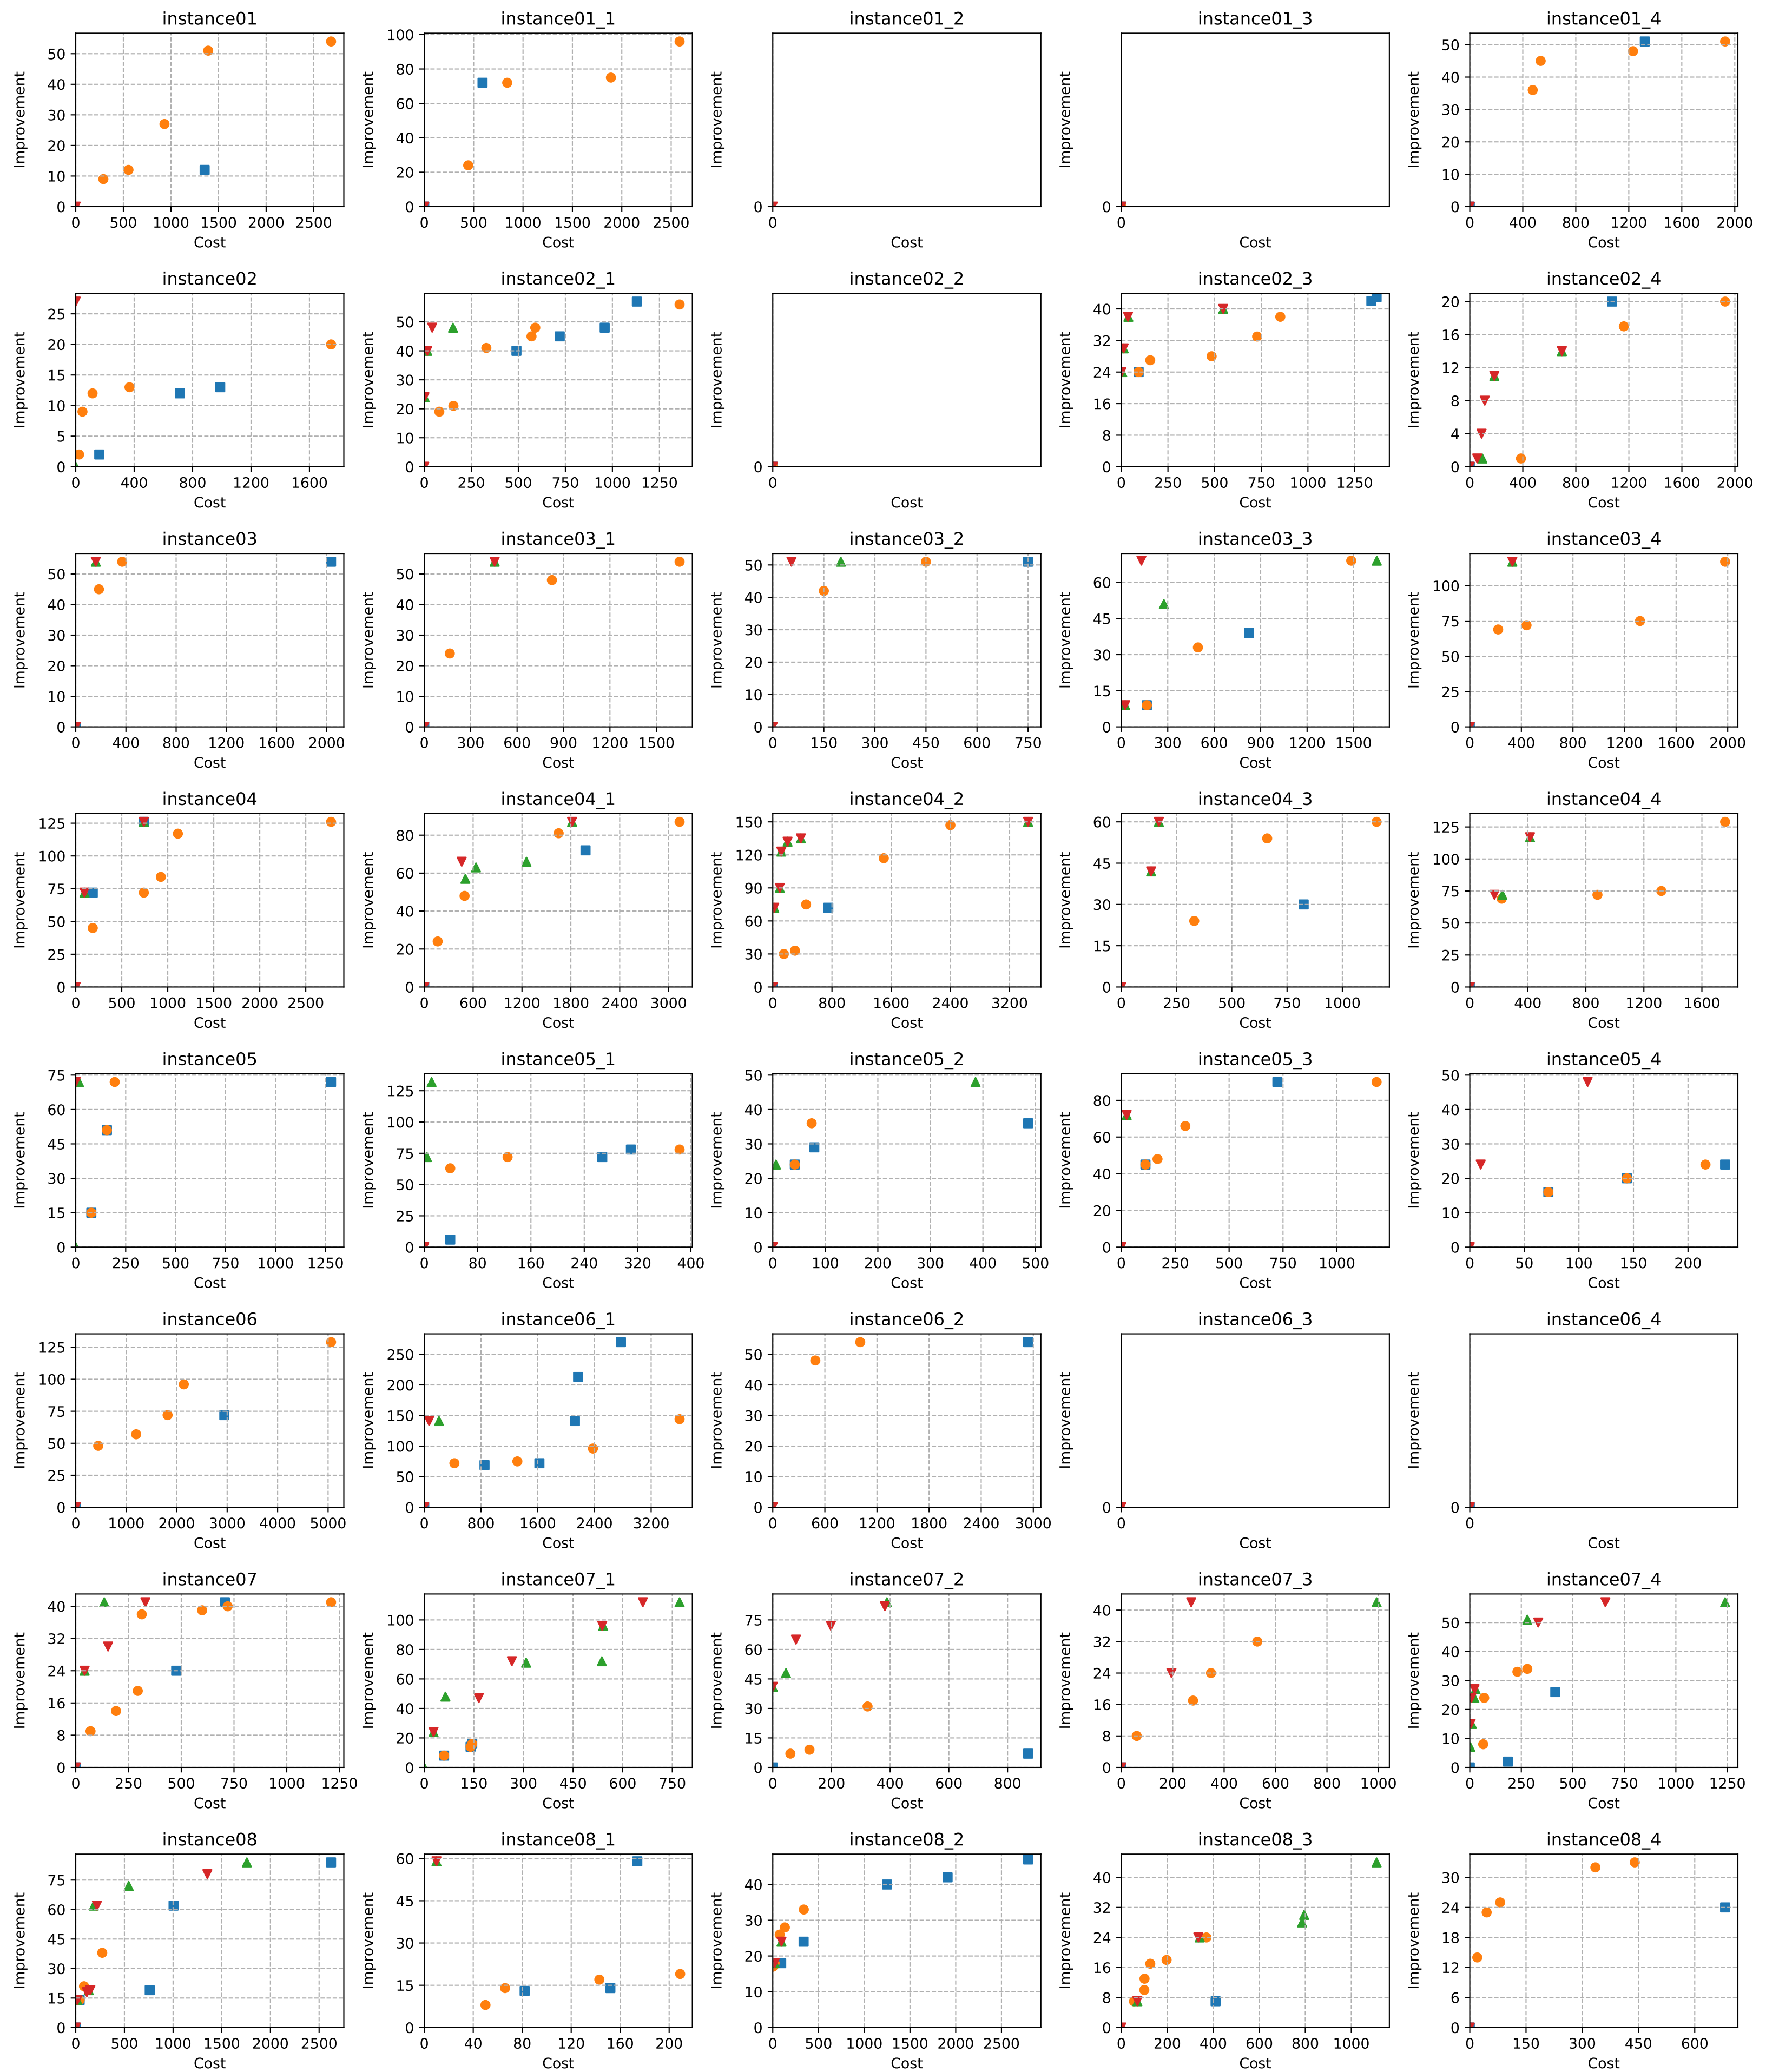 instance01
Improvement
50
40
30
20
10
0
0 500 1000 1500 2000 2500
Cost
instance01_1
Improvement
100
80
60
40
20
0
0 500 1000 1500 2000 2500
Cost
instance01_2
Improvement
0
0
Cost
instance01_3
Improvement
0
0
Cost
instance01_4
Improvement
50
40
30
20
10
0
0 400 800 1200 1600 2000
Cost
instance02
Improvement
25
20
15
10
5
0
0 400 800 1200 1600
Cost
instance02_1
Improvement
50
40
30
20
10
0
0 250 500 750 1000 1250
Cost
instance02_2
Improvement
0
0
Cost
instance02_3
Improvement
40
32
24
16
8
0
0 250 500 750 1000 1250
Cost
instance02_4
Improvement
20
16
12
8
4
0
0 400 800 1200 1600 2000
Cost
instance03
Improvement
50
40
30
20
10
0
0 400 800 1200 1600 2000
Cost
instance03_1
Improvement
50
40
30
20
10
0
0 300 600 900 1200 1500
Cost
instance03_2
Improvement
50
40
30
20
10
0
0 150 300 450 600 750
Cost
instance03_3
Improvement
60
45
30
15
0
0 300 600 900 1200 1500
Cost
instance03_4
Improvement
100
75
50
25
0
0 400 800 1200 1600 2000
Cost
instance04
Improvement
125
100
75
50
25
0
0 500 1000 1500 2000 2500
Cost
instance04_1
Improvement
80
60
40
20
0
0 600 1200 1800 2400 3000
Cost
instance04_2
Improvement
150
120
90
60
30
0
0 800 1600 2400 3200
Cost
instance04_3
Improvement
60
45
30
15
0
0 250 500 750 1000
Cost
instance04_4
Improvement
125
100
75
50
25
0
0 400 800 1200 1600
Cost
instance05
Improvement
75
60
45
30
15
0
0 250 500 750 1000 1250
Cost
instance05_1
Improvement
125
100
75
50
25
0
0 80 160 240 320 400
Cost
instance05_2
Improvement
50
40
30
20
10
0
0 100 200 300 400 500
Cost
instance05_3
Improvement
80
60
40
20
0
0 250 500 750 1000
Cost
instance05_4
Improvement
50
40
30
20
10
0
0 50 100 150 200
Cost
instance06
Improvement
125
100
75
50
25
0
0 1000 2000 3000 4000 5000
Cost
instance06_1
Improvement
250
200
150
100
50
0
0 800 1600 2400 3200
Cost
instance06_2
Improvement
50
40
30
20
10
0
0 600 1200 1800 2400 3000
Cost
instance06_3
Improvement
0
0
Cost
instance06_4
Improvement
0
0
Cost
instance07
Improvement
40
32
24
16
8
0
0 250 500 750 1000 1250
Cost
instance07_1
Improvement
100
80
60
40
20
0
0 150 300 450 600 750
Cost
instance07_2
Improvement
75
60
45
30
15
0
0 200 400 600 800
Cost
instance07_3
Improvement
40
32
24
16
8
0
0 200 400 600 800 1000
Cost
instance07_4
Improvement
50
40
30
20
10
0
0 250 500 750 1000 1250
Cost
instance08
Improvement
75
60
45
30
15
0
0 500 1000 1500 2000 2500
Cost
instance08_1
Improvement
60
45
30
15
0
0 40 80 120 160 200
Cost
instance08_2
Improvement
40
30
20
10
0
0 500 1000 1500 2000 2500
Cost
instance08_3
Improvement
40
32
24
16
8
0
0 200 400 600 800 1000
Cost
instance08_4
Improvement
30
24
18
12
6
0
0 150 300 450 600
Cost